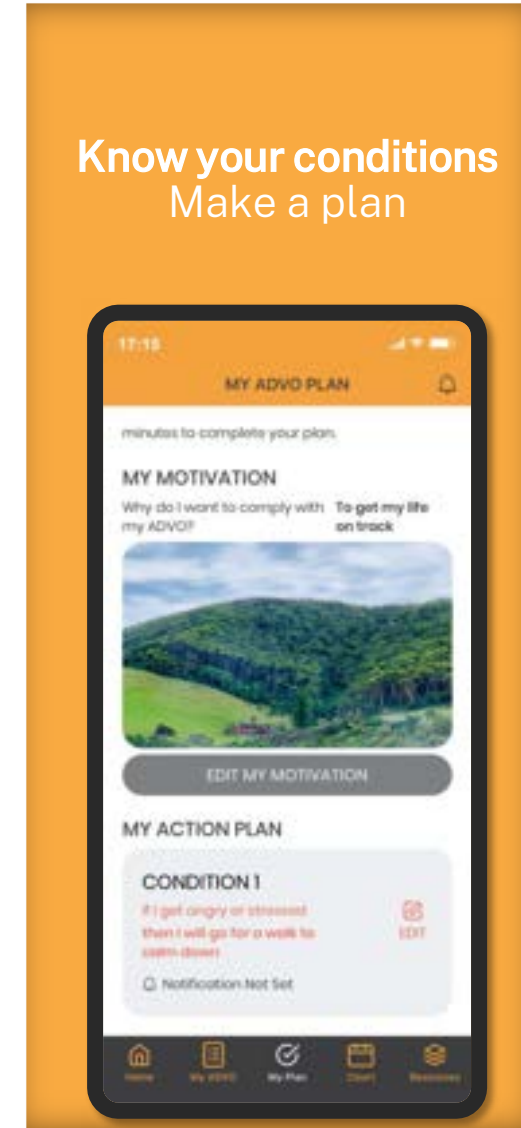 Know your conditions
Make a plan
17:15
MY ADVO PLAN
minutes to complete your plan.
MY MOTIVATION
Why do I want to comply with To get my life
my ADVO? on track
EDIT MY MOTIVATION
MY ACTION PLAN
CONDITION 1
If I get angry or stressed
then I will go for a walk to
calm down
EDIT
Notification Not Set
Home My ADVO My Plan Court Resources